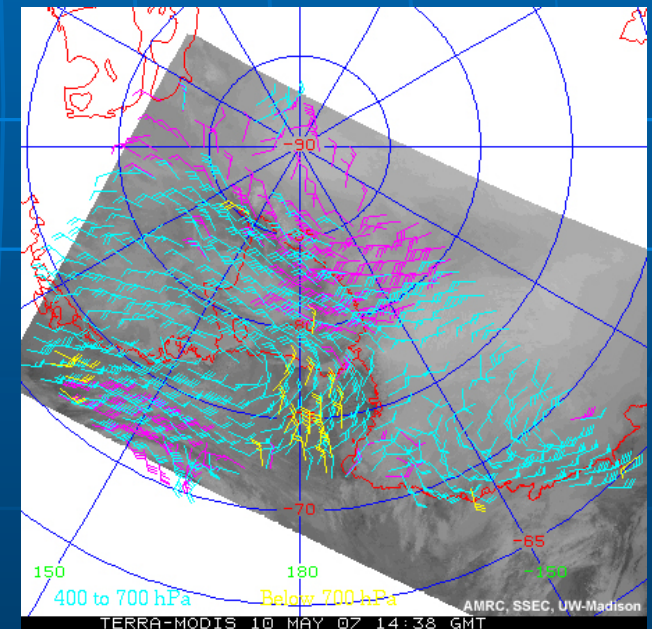 -90
80
-70
-65
150 180 -150
400 to 700 hPa Below 700 hPa
AMRC, SSEC, UW-Madison
TERRA-MODIS 10 MAY 07 14:38 GMT